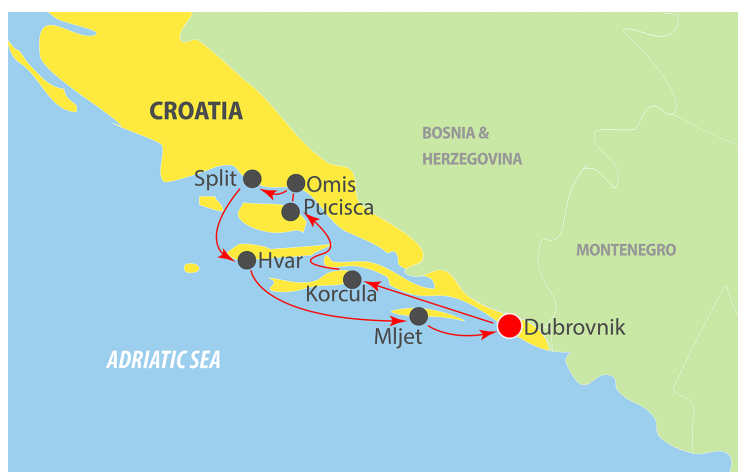 CROATIA
BOSNIA &
HERZEGOVINA
Split
Omis
Pucisca
MONTENEGRO
Hvar
Korcula
Mljet
Dubrovnik
ADRIATIC SEA